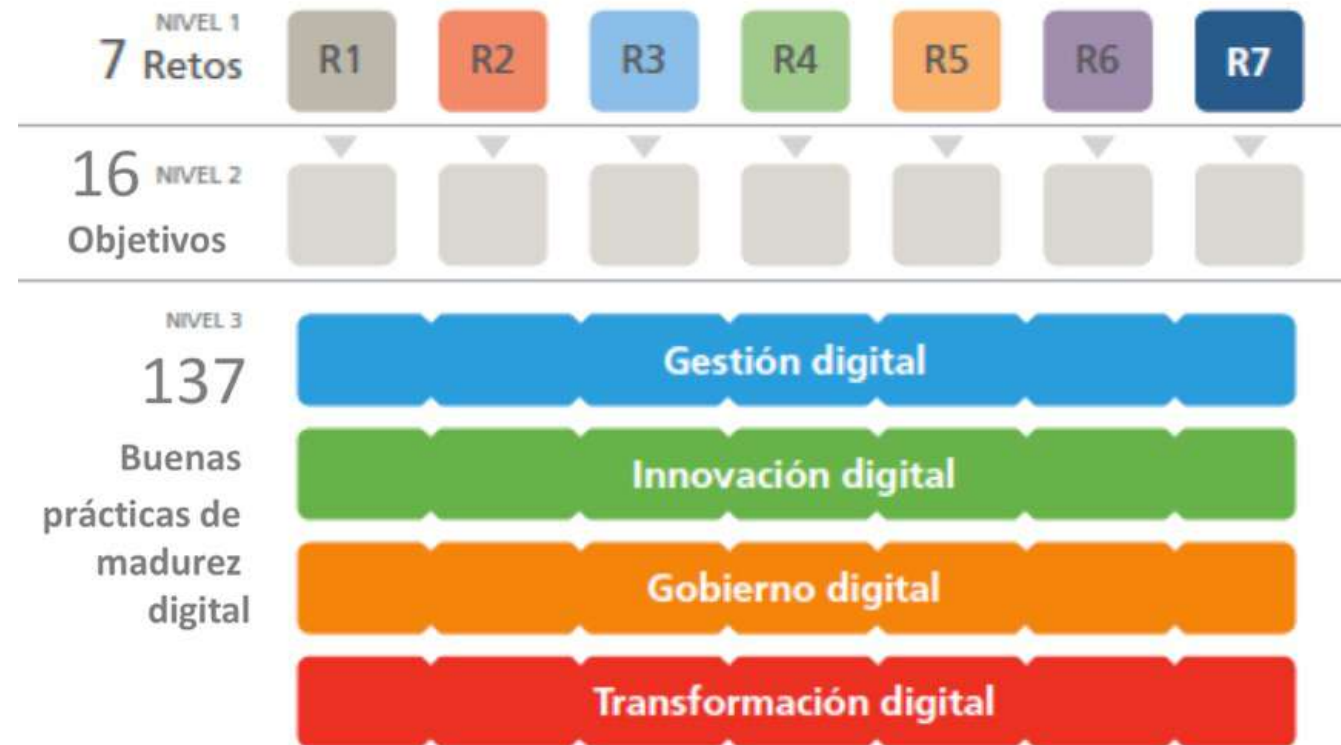 NIVEL 1
7 Retos
R1 R2 R3 R4 R5 R6 R7
16 NIVEL 2
Objetivos
NIVEL 3
137
Buenas
prácticas de
madurez
digital
Gestión digital
Innovación digital
Gobierno digital
Transformación digital